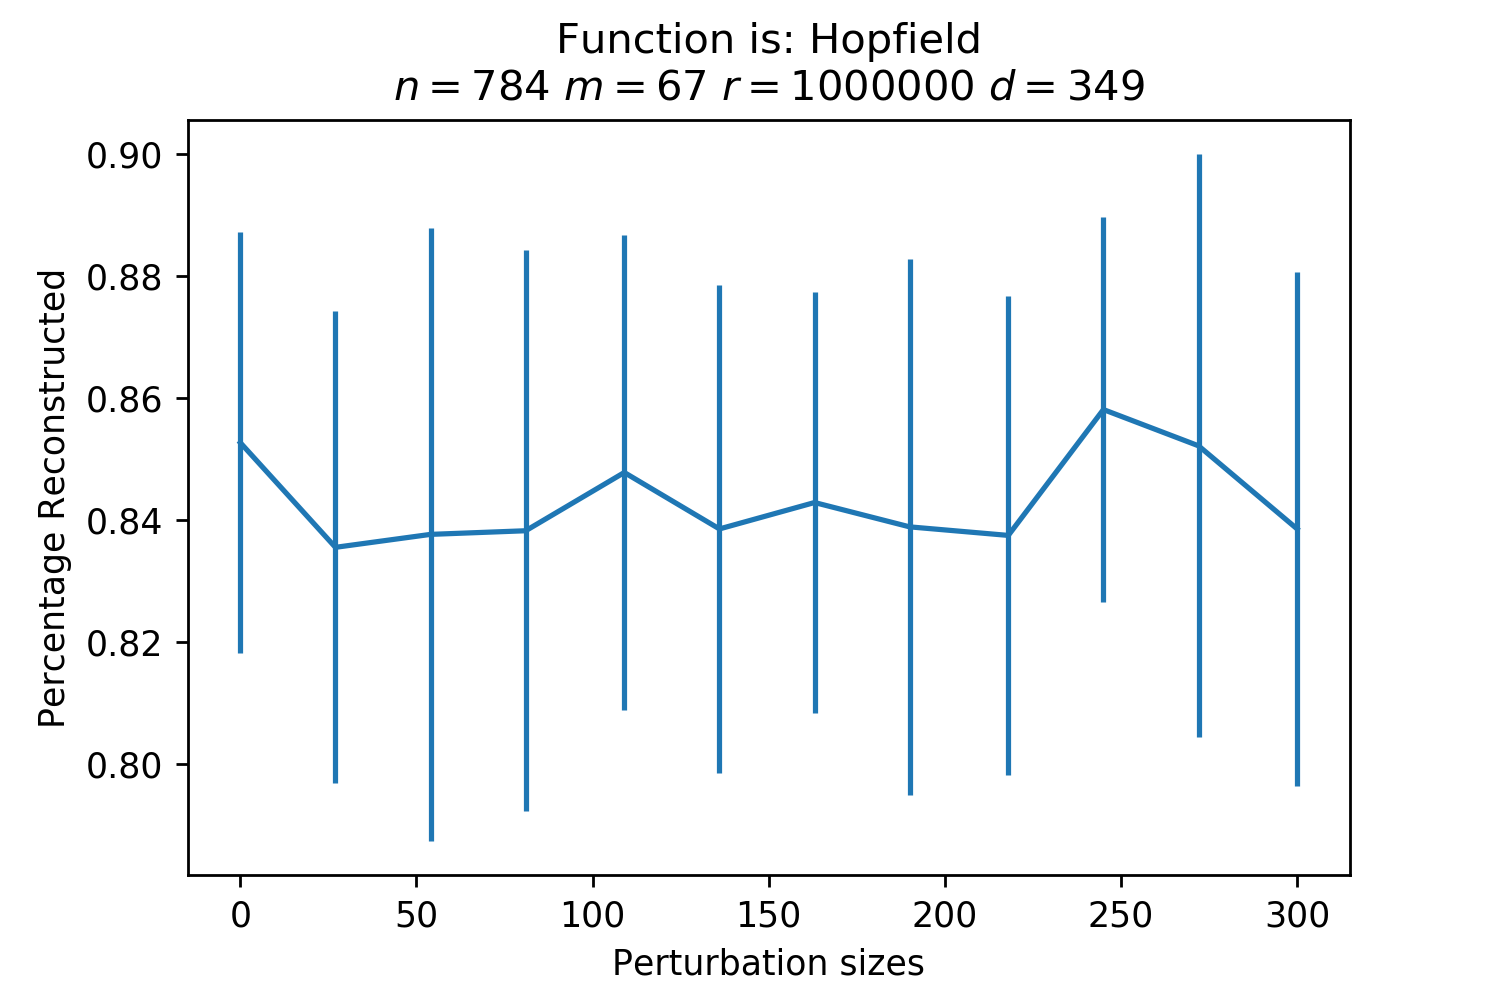 Function is: Hopfield
n = 784 m = 67 r = 1000000 d = 349
Percentage Reconstructed
0.90
0.88
0.86
0.84
0.82
0.80
0 50 100 150 200 250 300
Perturbation sizes